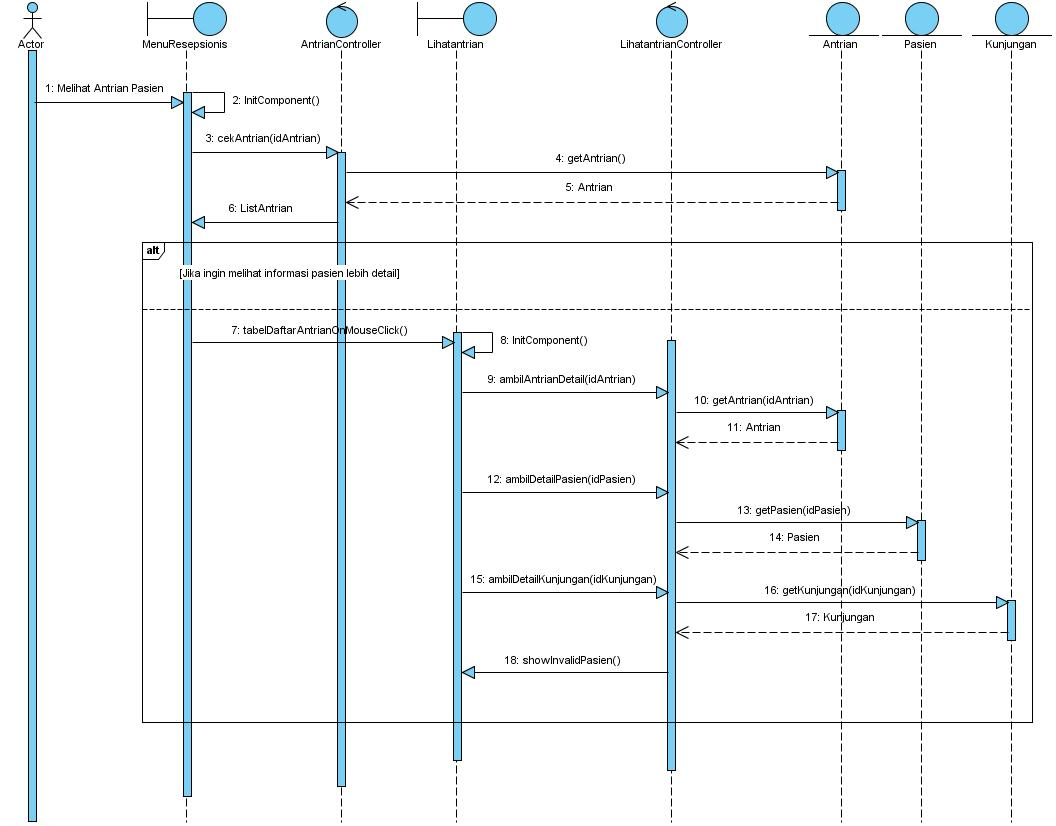 Actor
MenuResepsionis
AntrianController
Lihatantrian
LihatantrianController
Antrian
Pasien
Kunjungan
1: Melihat Antrian Pasien
2: InitComponent()
3: cekAntrian(idAntrian)
4: getAntrian()
5: Antrian
6: ListAntrian
alt
[Jika ingin melihat informasi pasien lebih detail]
7: tabelDaftarAntrianOnMouseClick()
8: InitComponent()
9: ambilAntrianDetail(idAntrian)
10: getAntrian(idAntrian)
11: Antrian
12: ambilDetailPasien(idPasien)
13: getPasien(idPasien)
14: Pasien
15: ambilDetailKunjungan(idKunjungan)
16: getKunjungan(idKunjungan)
17: Kunjungan
18: showInvalidPasien()